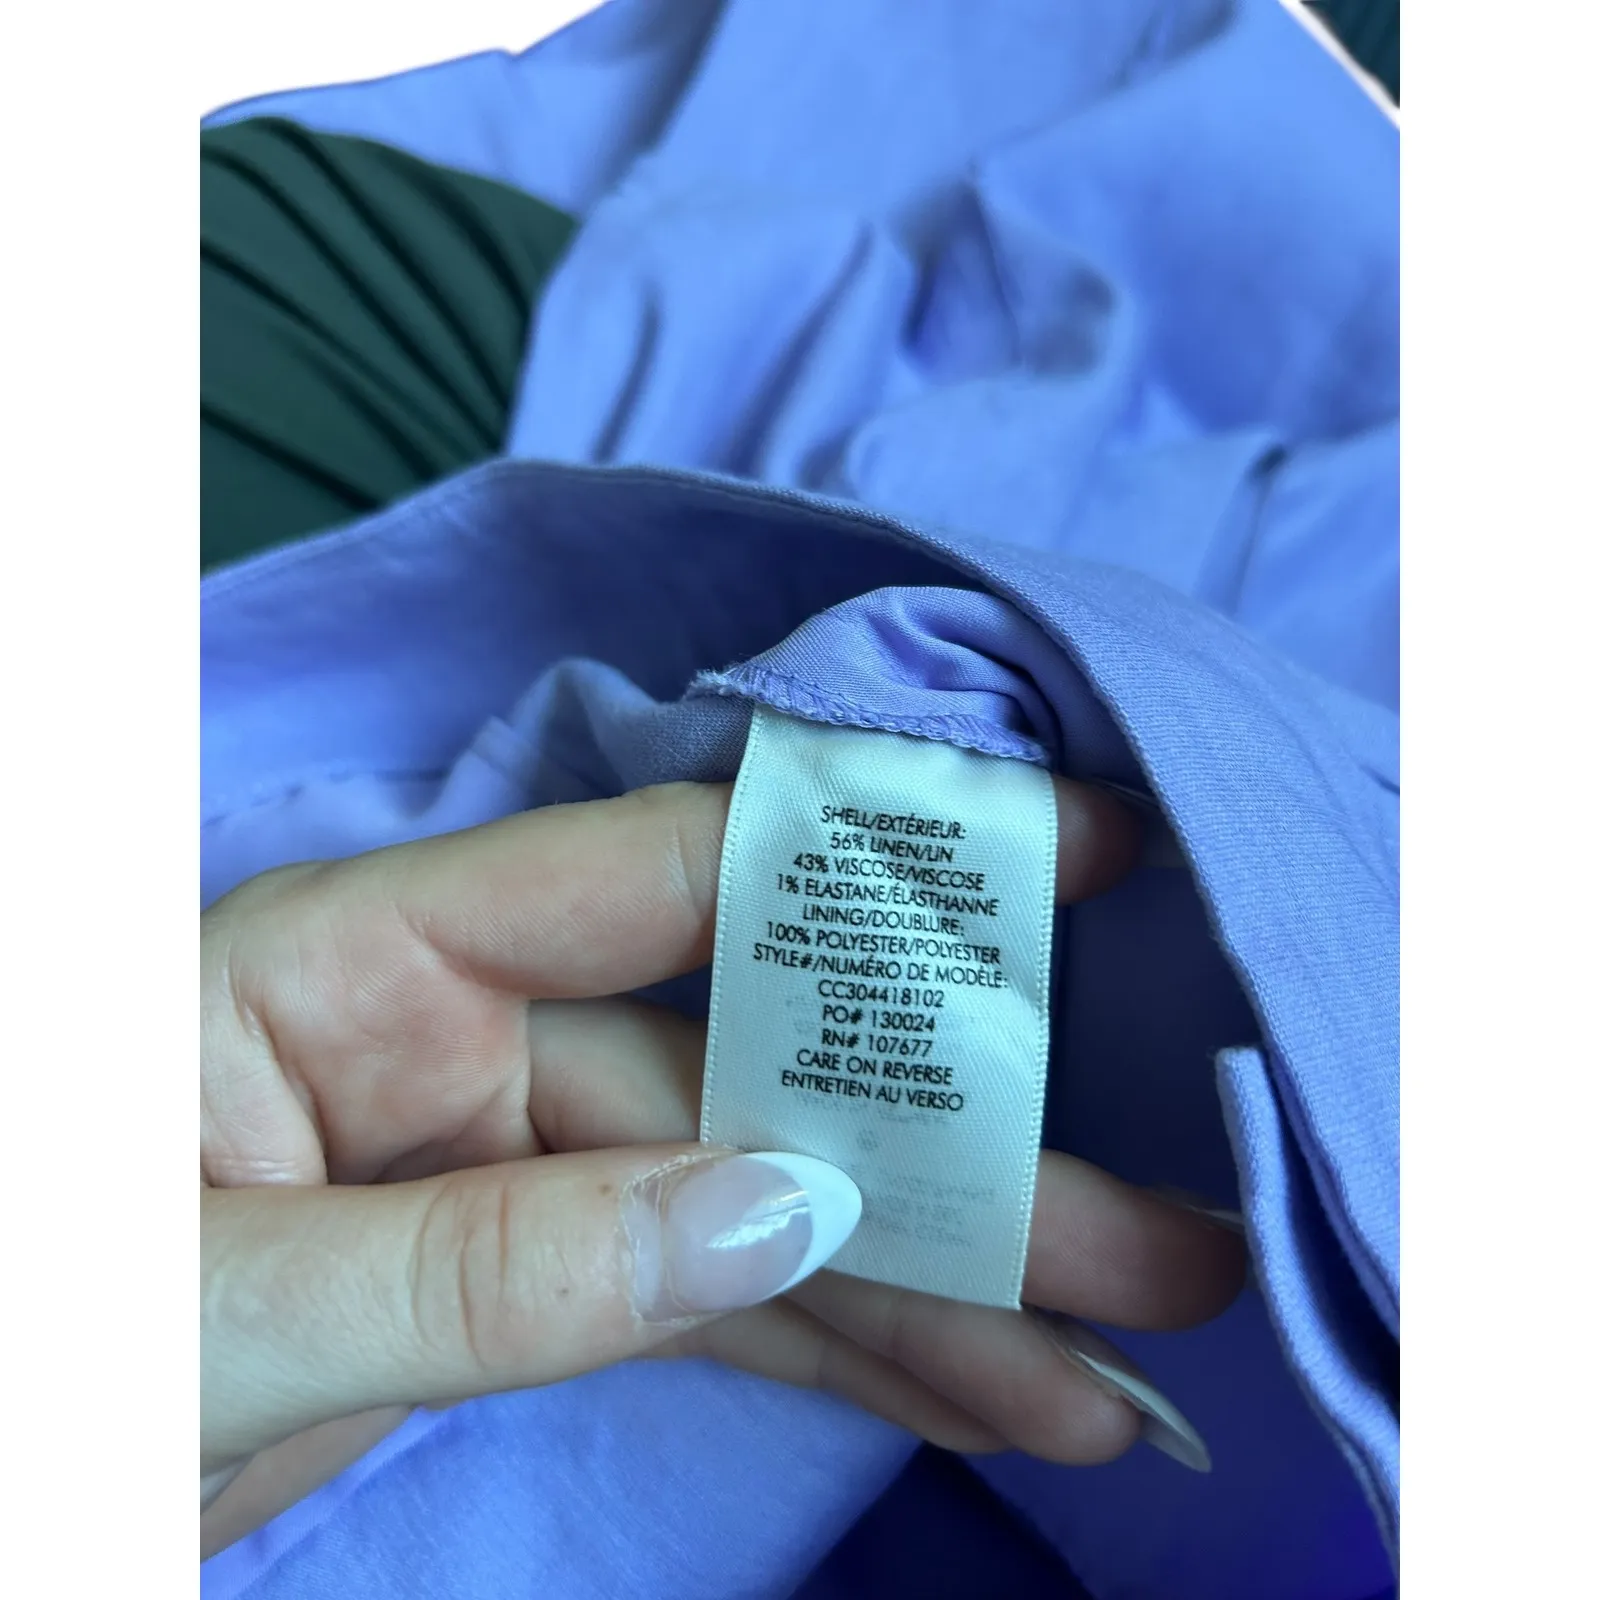 SHELL/EXTÉRIEUR:
56% LINEN/LIN
43% VISCOSE/VISCOSE
1% ELASTANE/ÉLASTHANNE
LINING/DOUBLURE:
100% POLYESTER/POLYESTER
STYLE#/NUMÉRO DE MODÈLE:
CC304418102
PO# 130024
RN# 107677
CARE ON REVERSE
ENTRETIEN AU VERSO